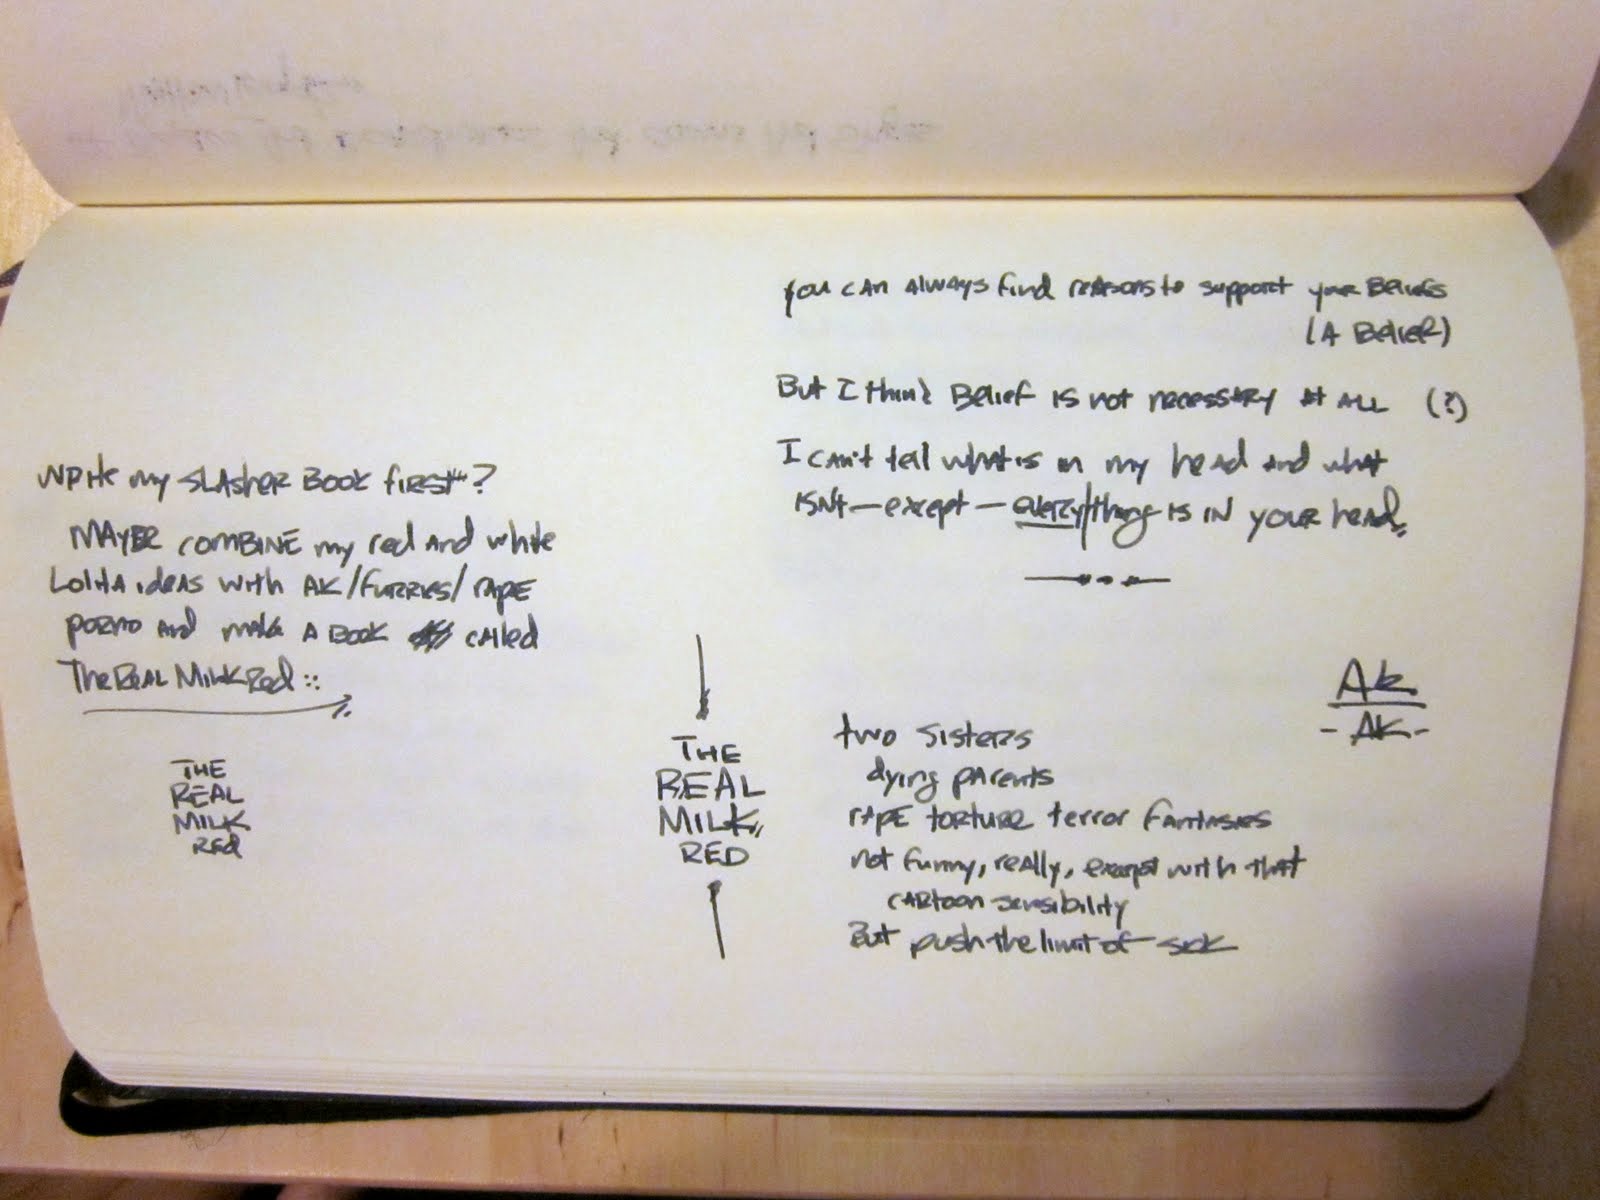 you can always find reasons to support your Beliefs
(A Belief)
But I think Belief is not necessary at ALL (?)
I can't tell what is in my head and what
isnt—except—everything is in your head.
Write my slasher Book first?
MAYBE COMBINE my red and white
Lolita ideas with AK/furries/rape
porno and make a Book called
The Real Milk Red ::
THE
REAL
MILK
Red
THE
REAL
MILK
RED
Ak
- AK -
two sisters
dying parents
rape torture terror fantasies
not funny, really, except with that
cartoon sensibility
But push the limit of sick